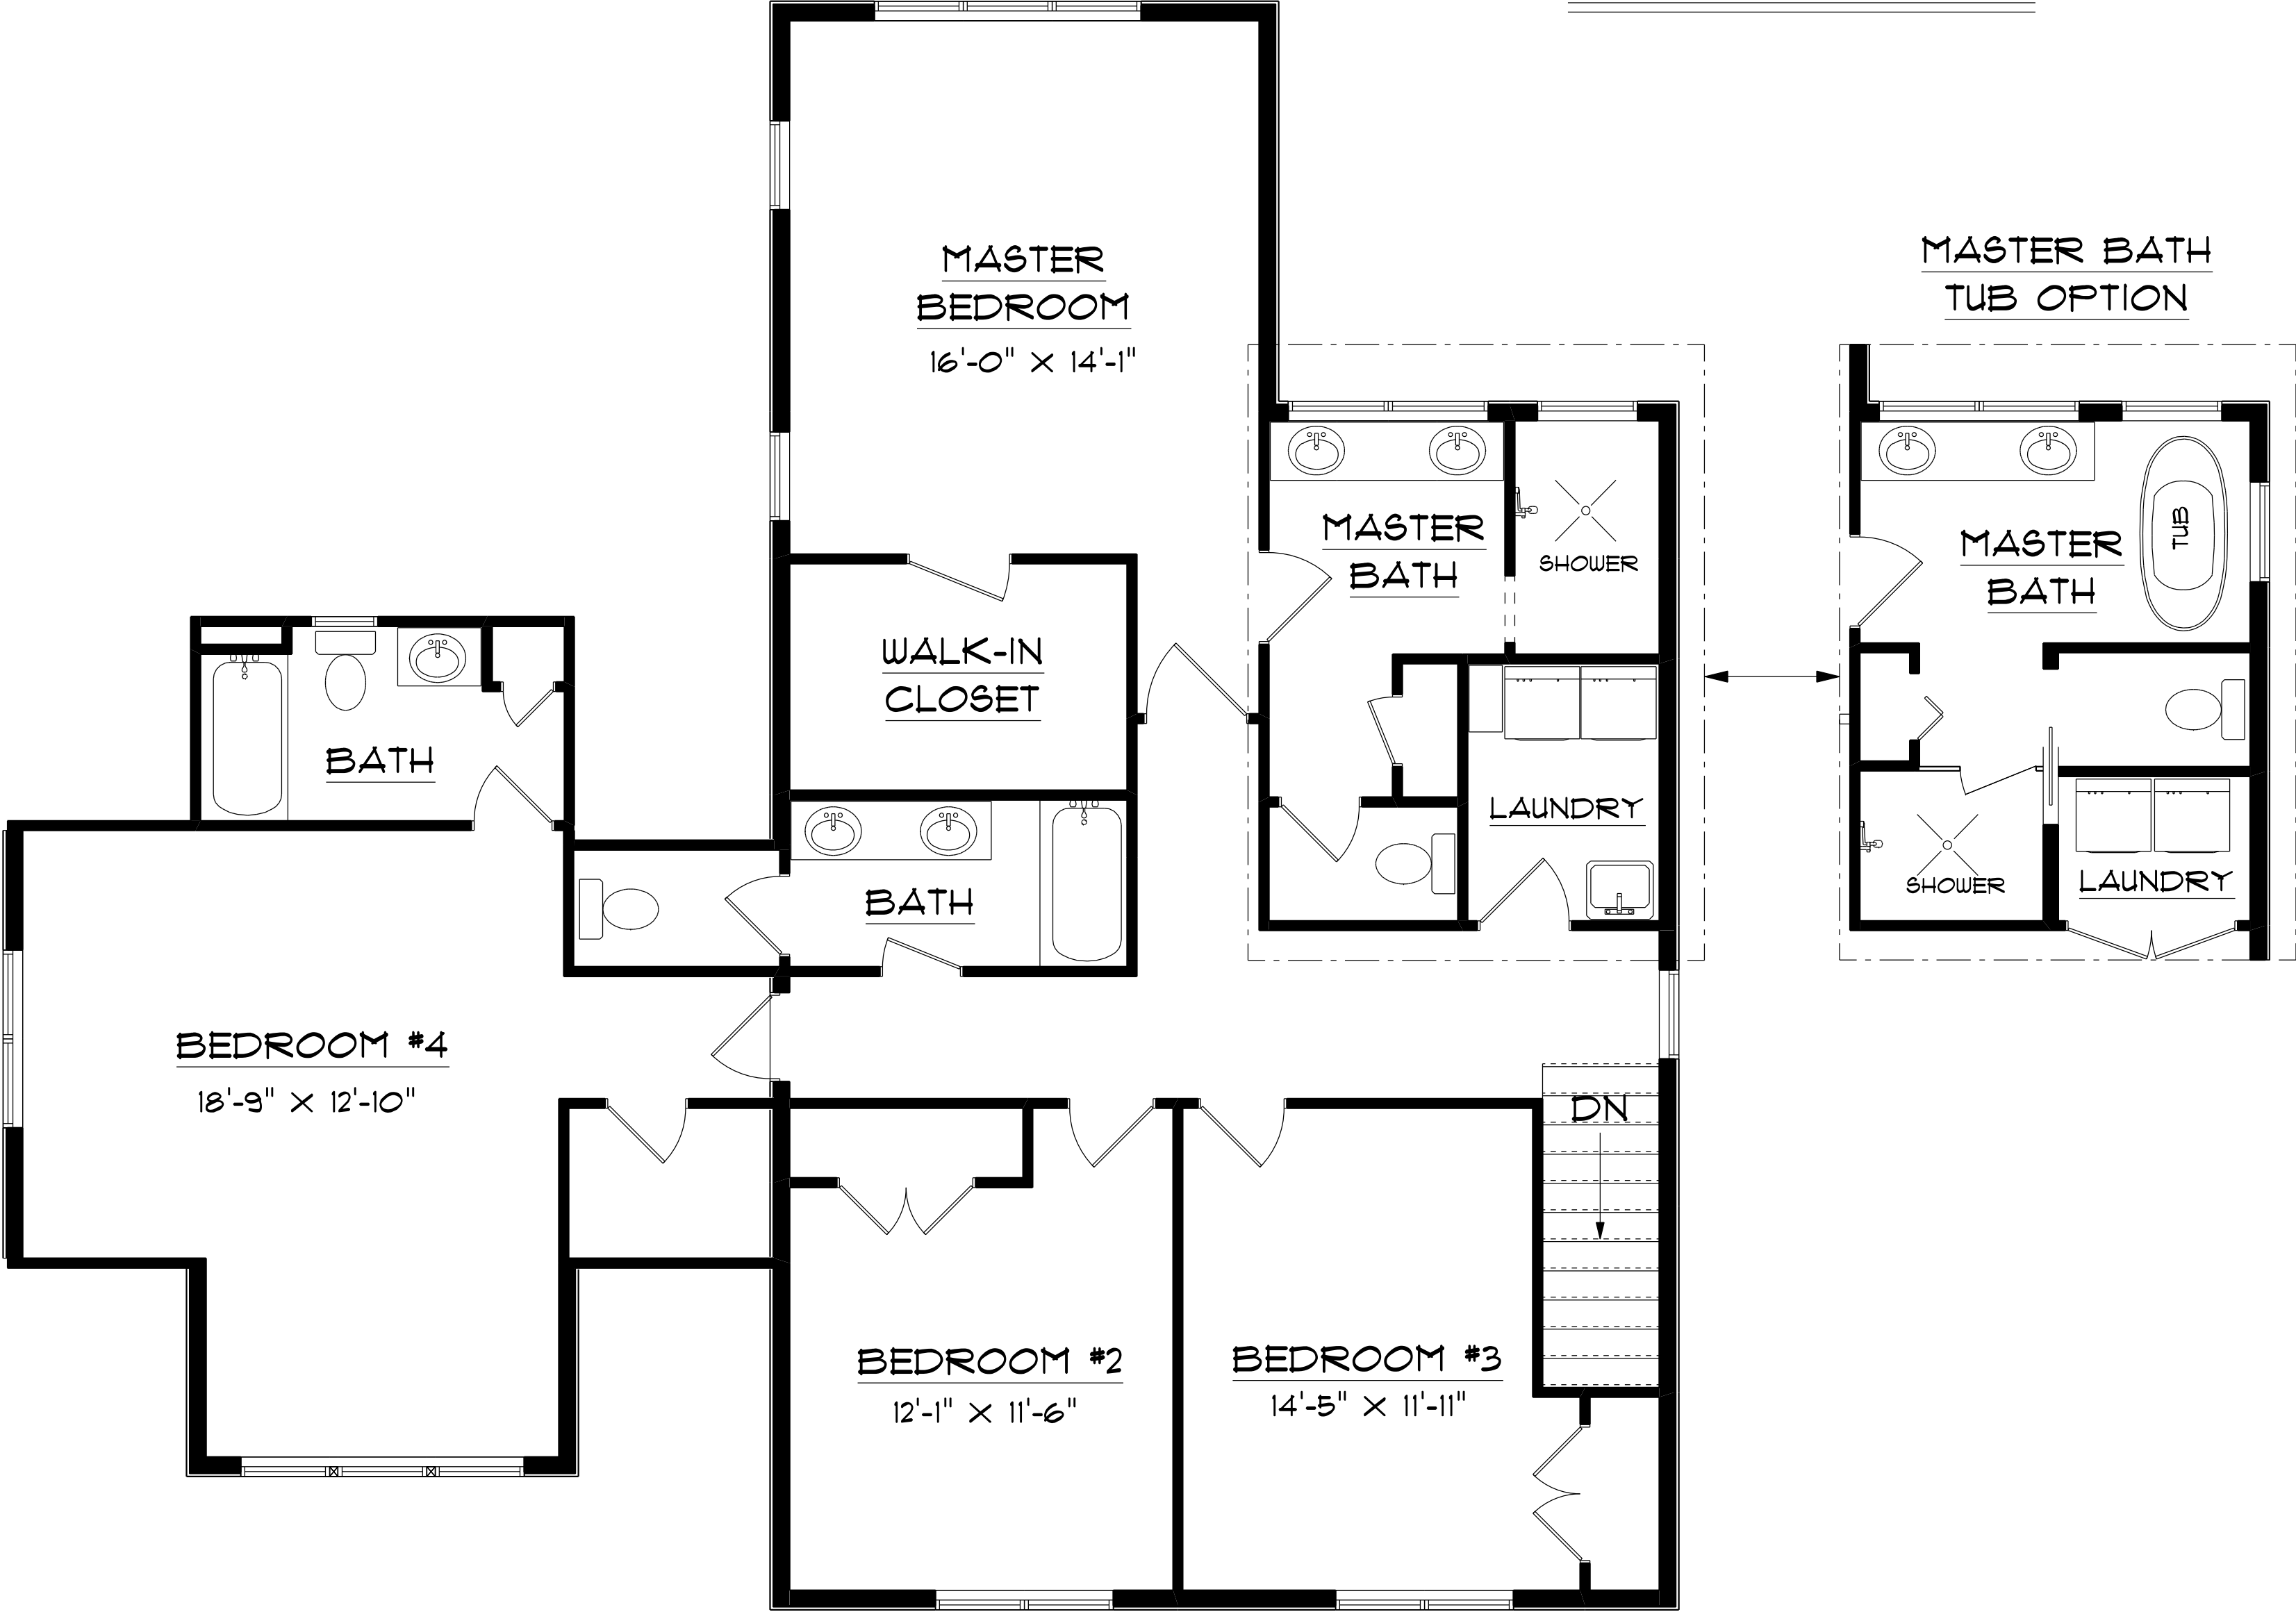 MASTER
BEDROOM
16'-0" X 14'-1"
MASTER BATH
TUB OPTION
MASTER
BATH
SHOWER
TUB
MASTER
BATH
WALK-IN
CLOSET
BATH
LAUNDRY
BATH
SHOWER
LAUNDRY
BEDROOM #4
18'-9" X 12'-10"
DN
BEDROOM #2
12'-1" X 11'-6"
BEDROOM #3
14'-5" X 11'-11"